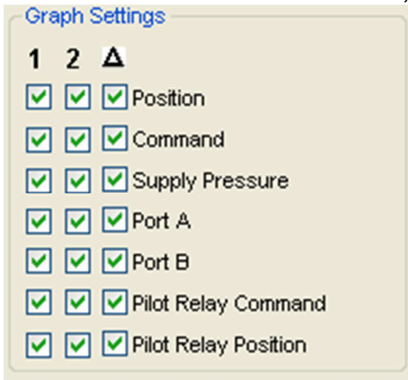 Graph Settings
1 2 Δ
Position
Command
Supply Pressure
Port A
Port B
Pilot Relay Command
Pilot Relay Position